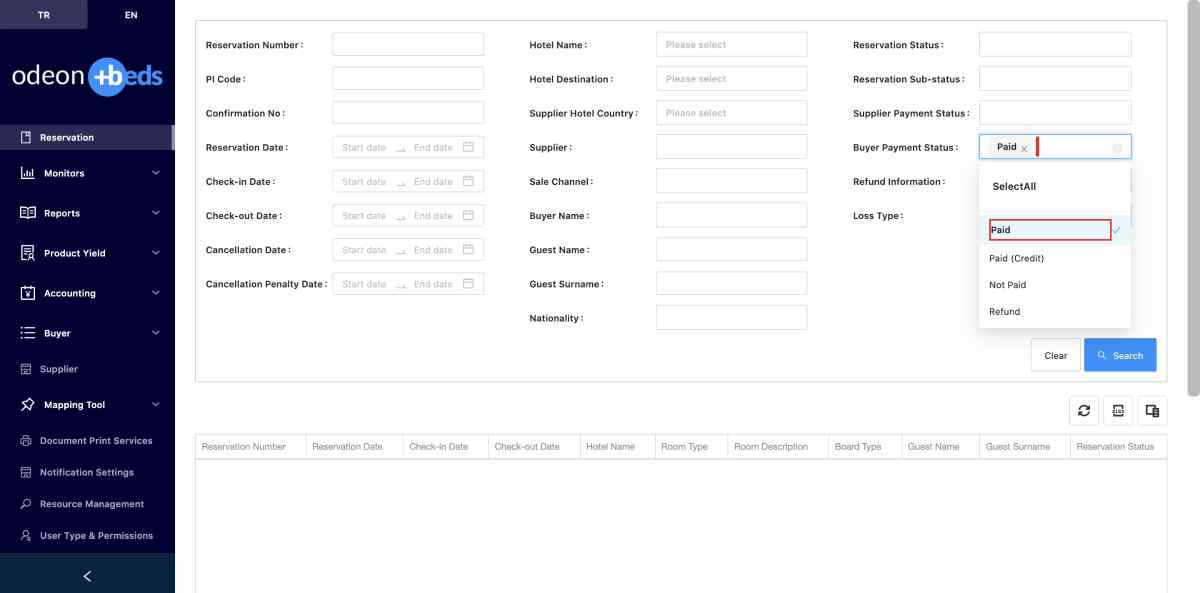 TR
EN
odeon +beds
Reservation
Monitors
Reports
Product Yield
Accounting
Buyer
Supplier
Mapping Tool
Document Print Services
Notification Settings
Resource Management
User Type & Permissions
Reservation Number :
PI Code :
Confirmation No :
Reservation Date : Start date End date
Check-in Date : Start date End date
Check-out Date : Start date End date
Cancellation Date : Start date End date
Cancellation Penalty Date : Start date End date
Hotel Name : Please select
Hotel Destination : Please select
Supplier Hotel Country : Please select
Supplier :
Sale Channel :
Buyer Name :
Guest Name :
Guest Surname :
Nationality :
Reservation Status :
Reservation Sub-status :
Supplier Payment Status :
Buyer Payment Status : Paid
Refund Information :
Loss Type :
SelectAll
Paid
Paid (Credit)
Not Paid
Refund
Clear
Search
Reservation Number Reservation Date Check-in Date Check-out Date Hotel Name Room Type Room Description Board Type Guest Name Guest Surname Reservation Status